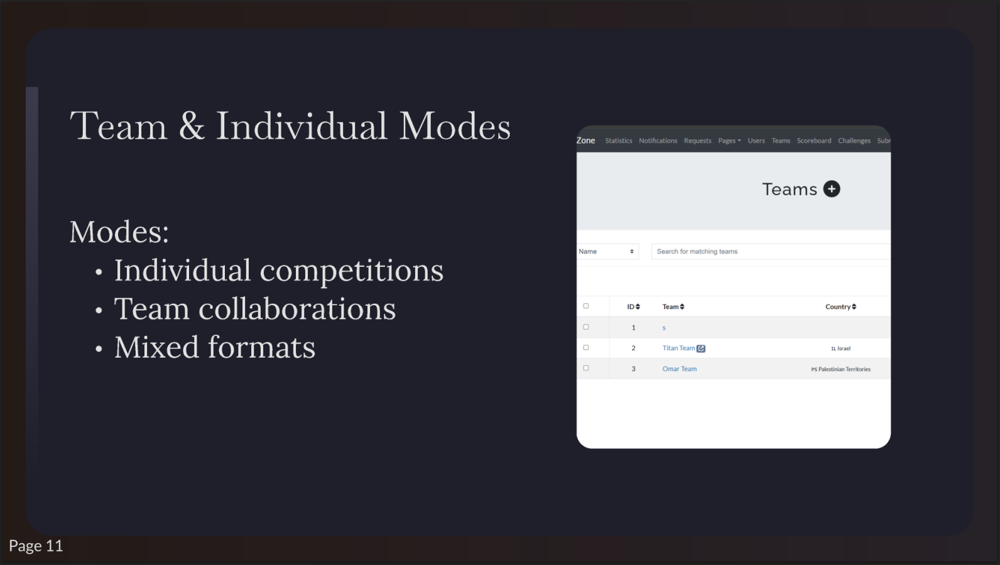 Team & Individual Modes
Modes:
• Individual competitions
• Team collaborations
• Mixed formats
Zone Statistics Notifications Requests Pages Users Teams Scoreboard Challenges
Teams
Name Search for matching teams
ID Team Country
1 s
2 Titan Team IL Israel
3 Omar Team PS Palestinian Territories
Page 11